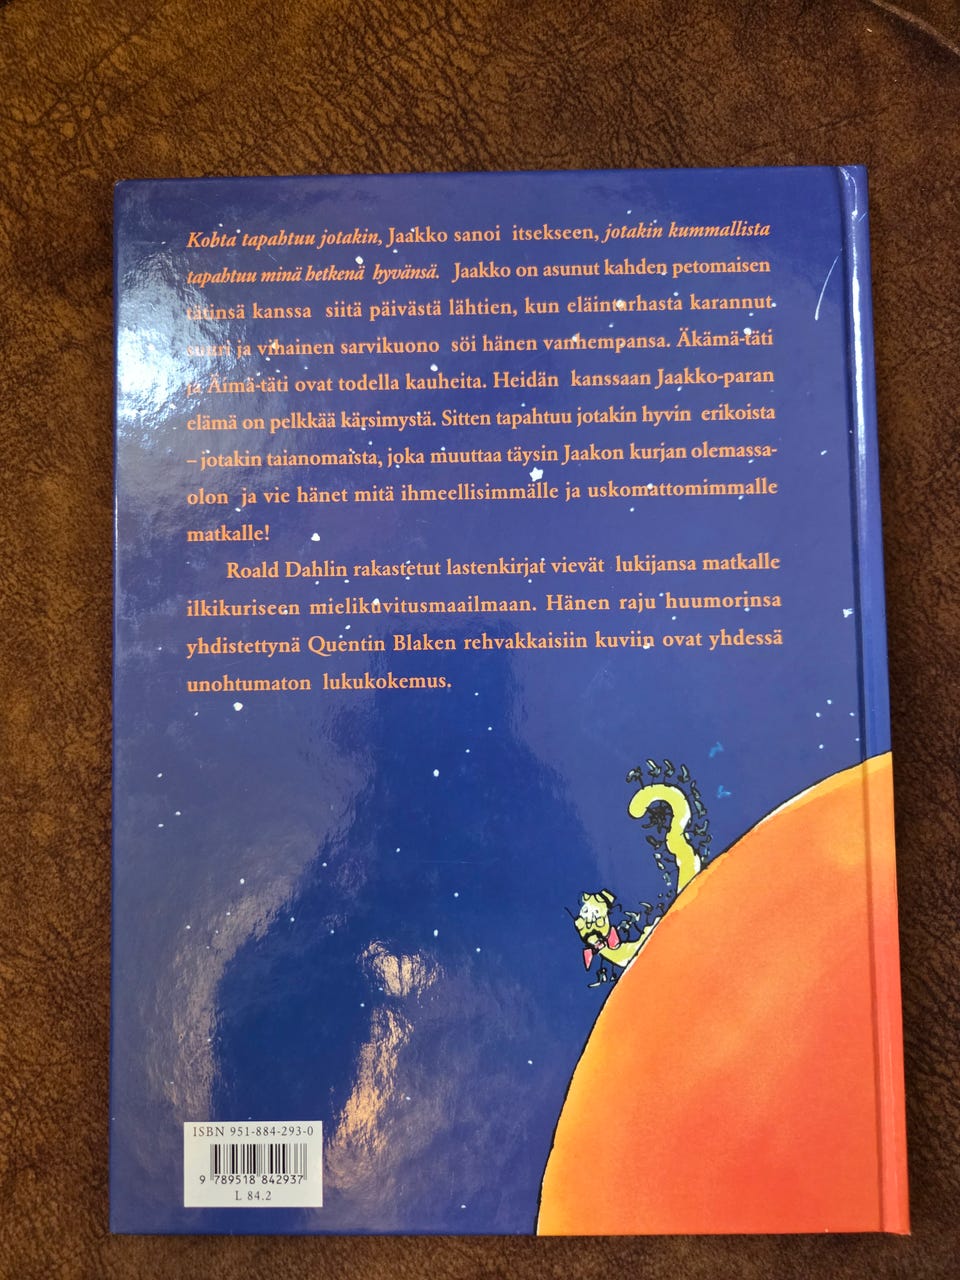 Kohta tapahtuu jotakin, Jaakko sanoi itsekseen, jotakin kummallista
tapahtuu minä hetkenä hyvänsä. Jaakko on asunut kahden petomaisen
tätinsä kanssa siitä päivästä lähtien, kun eläintarhasta karannut
suuri ja vihainen sarvikuono söi hänen vanhempansa. Äkämä-täti
ja Äimä-täti ovat todella kauheita. Heidän kanssaan Jaakko-paran
elämä on pelkkää kärsimystä. Sitten tapahtuu jotakin hyvin erikoista
– jotakin taianomaista, joka muuttaa täysin Jaakon kurjan olemassa-
olon ja vie hänet mitä ihmeellisimmälle ja uskomattomimmalle
matkalle!
Roald Dahlin rakastetut lastenkirjat vievät lukijansa matkalle
ilkikuriseen mielikuvitusmaailmaan. Hänen raju huumorinsa
yhdistettynä Quentin Blaken rehvakkaisiin kuviin ovat yhdessä
unohtumaton lukukokemus.
ISBN 951-884-293-0
9 789518 842937
L 84.2